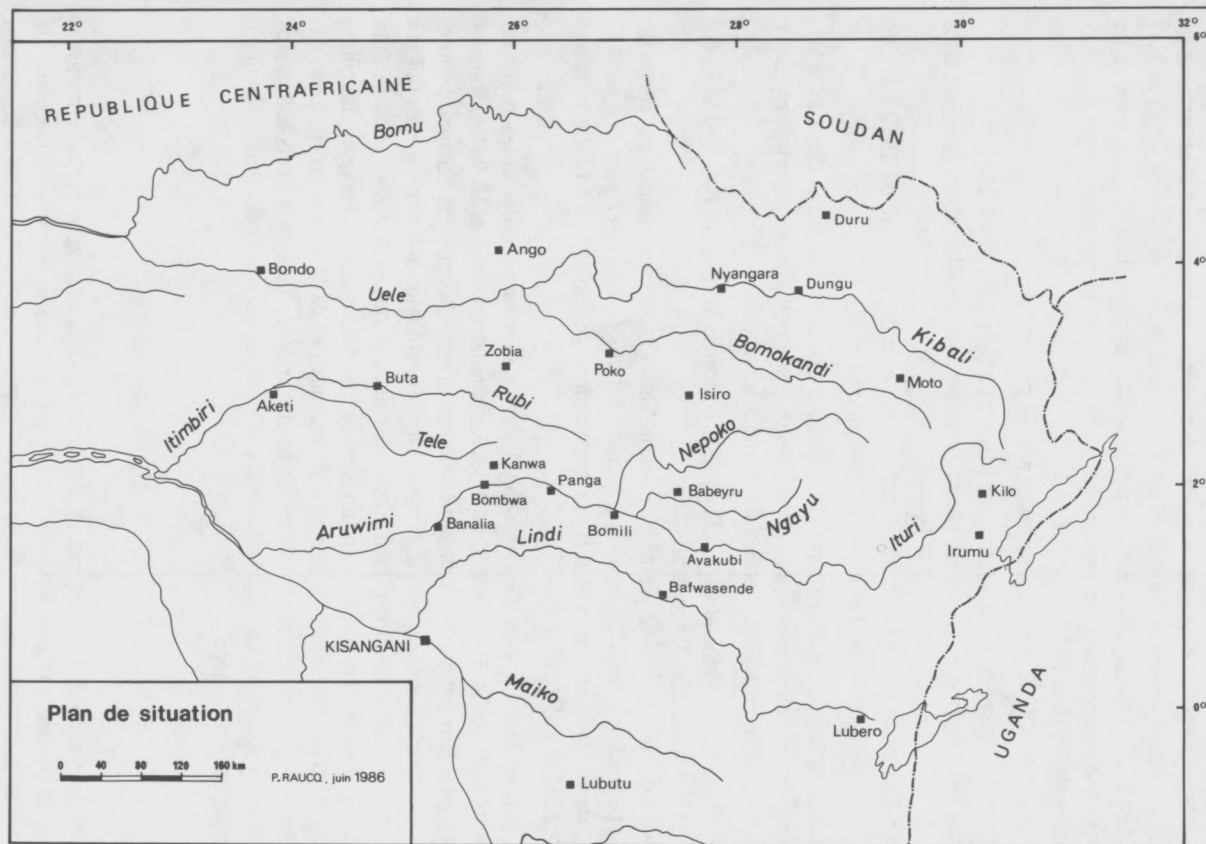 22° 24° 26° 28° 30° 32°
6°
REPUBLIQUE CENTRAFRICAINE
Bomu
SOUDAN
Duru
Ango
4°
Bondo
Nyangara
Dungu
Uele
Kibali
Bomokandi
Zobia
Poko
Moto
Buta
Isiro
Aketi
Rubi
Itimbiri
Tele
Nepoko
Kanwa
Panga
2°
Bombwa
Babeyru
Kilo
Ngayu
Aruwimi
Banalia
Lindi
Bomili
Ituri
Irumu
Avakubi
Bafwasende
KISANGANI
Maiko
0°
Lubero
UGANDA
Plan de situation
0 40 80 120 160 km
P.RAUCQ, juin 1986
Lubutu